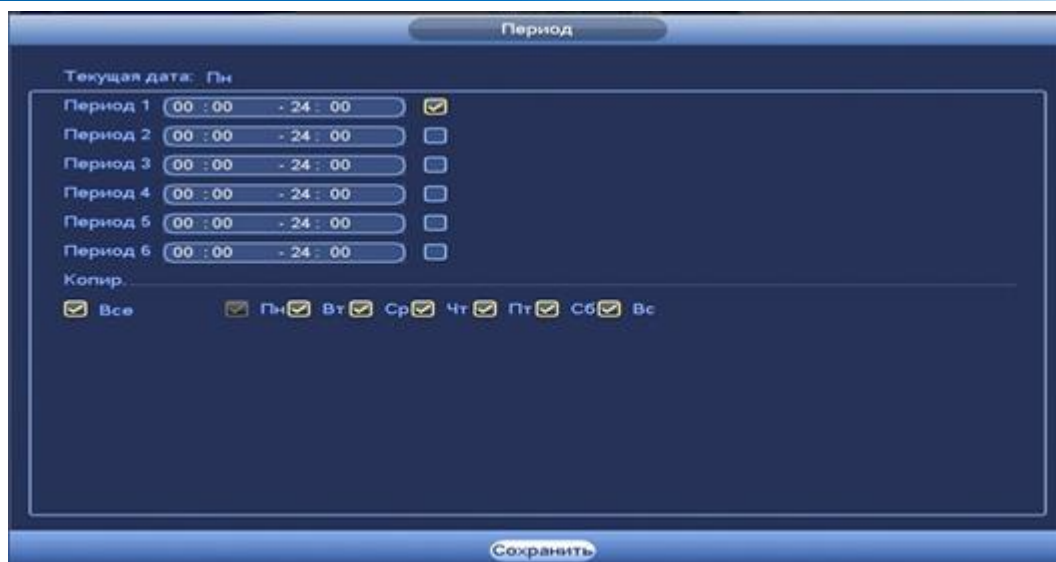 Период
Текущая дата: Пн
Период 1 00 : 00 - 24 : 00
Период 2 00 : 00 - 24 : 00
Период 3 00 : 00 - 24 : 00
Период 4 00 : 00 - 24 : 00
Период 5 00 : 00 - 24 : 00
Период 6 00 : 00 - 24 : 00
Копир.
Все Пн Вт Ср Чт Пт Сб Вс
Сохранить